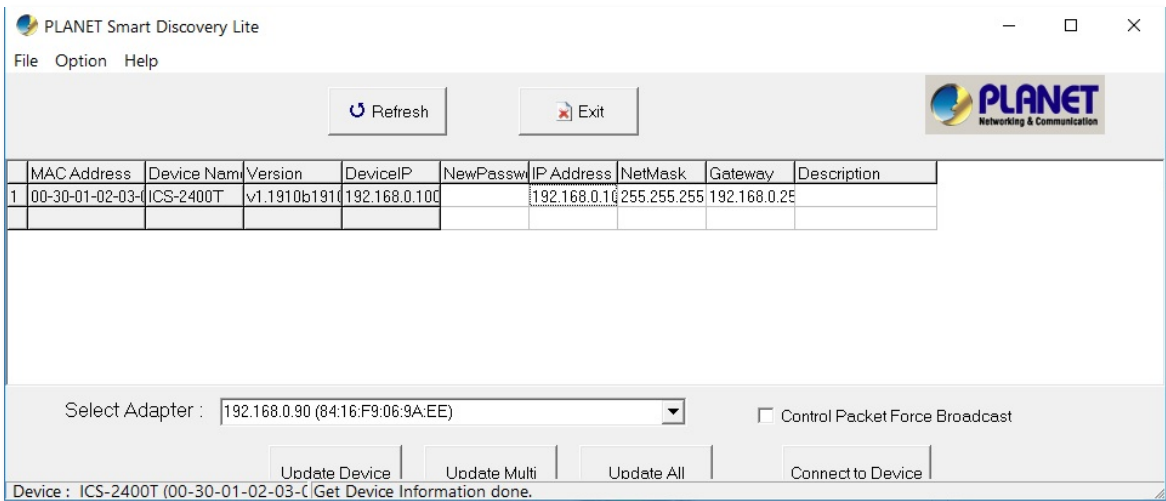 PLANET Smart Discovery Lite
File Option Help
Refresh Exit
PLANET
Networking & Communication
MAC Address Device Nam Version DeviceIP NewPassw IP Address NetMask Gateway Description
1 00-30-01-02-03- ICS-2400T v1.1910b191 192.168.0.100 192.168.0.10 255.255.255 192.168.0.25
Select Adapter : 192.168.0.90 (84:16:F9:06:9A:EE) Control Packet Force Broadcast
Update Device Update Multi Update All Connect to Device
Device : ICS-2400T (00-30-01-02-03-( Get Device Information done.